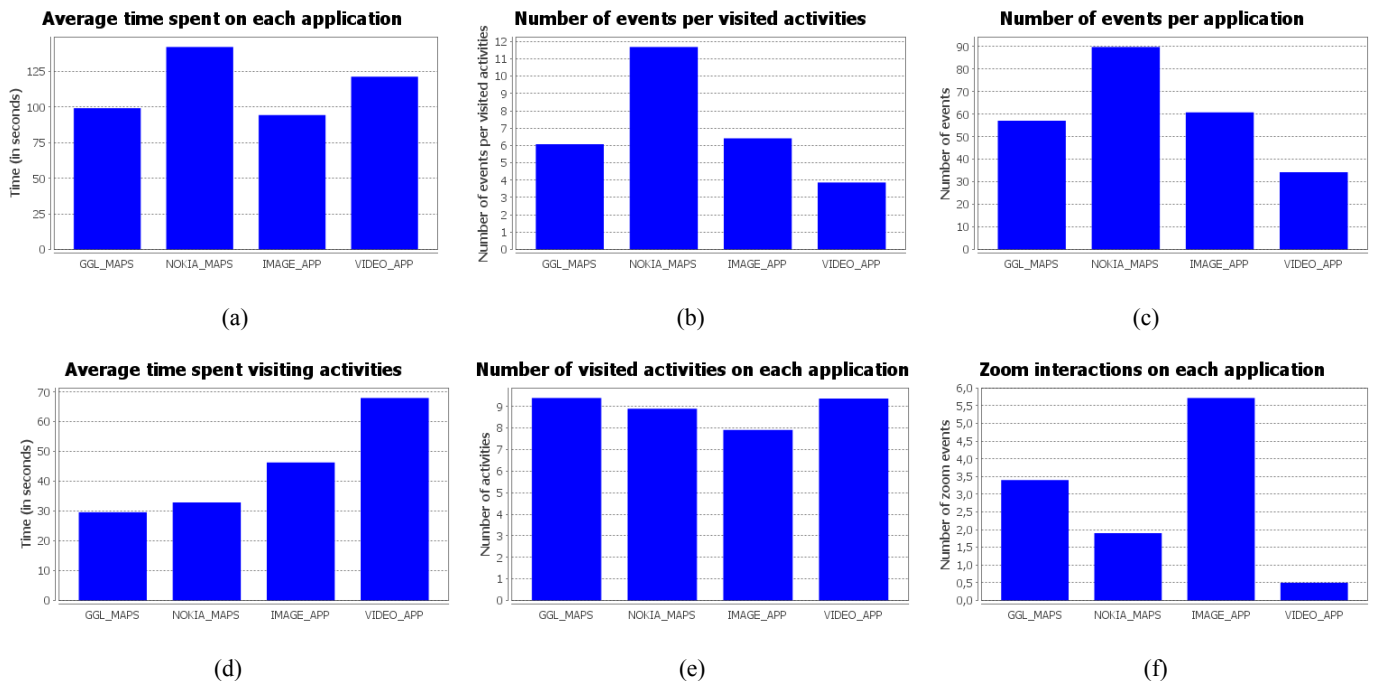 Average time spent on each application
Time (in seconds)
125
100
75
50
25
0
GGL_MAPS NOKIA_MAPS IMAGE_APP VIDEO_APP
(a)
Number of events per visited activities
Number of events per visited activities
12
11
10
9
8
7
6
5
4
3
2
1
0
GGL_MAPS NOKIA_MAPS IMAGE_APP VIDEO_APP
(b)
Number of events per application
Number of events
90
80
70
60
50
40
30
20
10
0
GGL_MAPS NOKIA_MAPS IMAGE_APP VIDEO_APP
(c)
Average time spent visiting activities
Time (in seconds)
70
60
50
40
30
20
10
0
GGL_MAPS NOKIA_MAPS IMAGE_APP VIDEO_APP
(d)
Number of visited activities on each application
Number of activities
9
8
7
6
5
4
3
2
1
0
GGL_MAPS NOKIA_MAPS IMAGE_APP VIDEO_APP
(e)
Zoom interactions on each application
Number of zoom events
6,0
5,5
5,0
4,5
4,0
3,5
3,0
2,5
2,0
1,5
1,0
0,5
0,0
GGL_MAPS NOKIA_MAPS IMAGE_APP VIDEO_APP
(f)